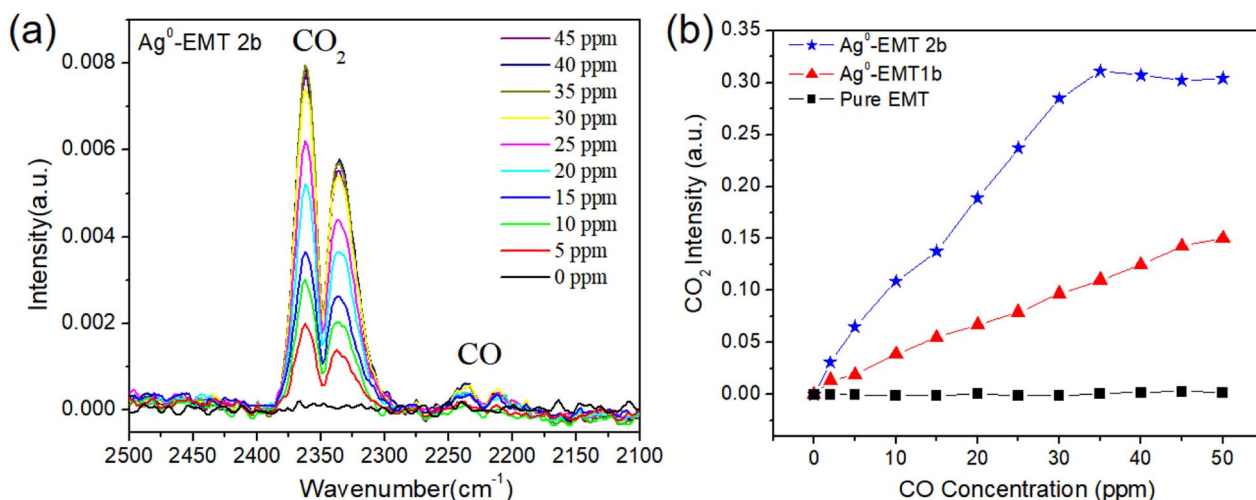 (a)
Ag⁰-EMT 2b
CO₂
CO
45 ppm
40 ppm
35 ppm
30 ppm
25 ppm
20 ppm
15 ppm
10 ppm
5 ppm
0 ppm
0.008
0.006
0.004
0.002
0.000
Intensity(a.u.)
2500 2450 2400 2350 2300 2250 2200 2150 2100
Wavenumber(cm⁻¹)
(b)
Ag⁰-EMT 2b
Ag⁰-EMT1b
Pure EMT
0.35
0.30
0.25
0.20
0.15
0.10
0.05
0.00
CO₂ Intensity (a.u.)
0 10 20 30 40 50
CO Concentration (ppm)